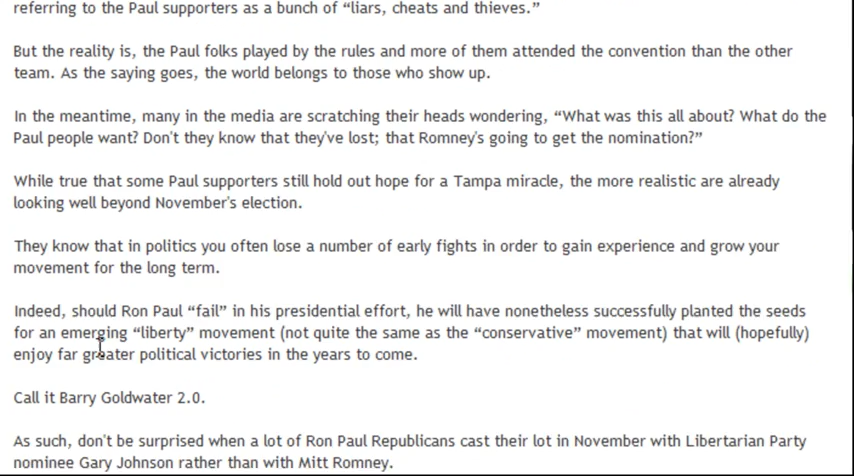 referring to the Paul supporters as a bunch of “liars, cheats and thieves.”
But the reality is, the Paul folks played by the rules and more of them attended the convention than the other
team. As the saying goes, the world belongs to those who show up.
In the meantime, many in the media are scratching their heads wondering, “What was this all about? What do the
Paul people want? Don't they know that they've lost; that Romney's going to get the nomination?”
While true that some Paul supporters still hold out hope for a Tampa miracle, the more realistic are already
looking well beyond November's election.
They know that in politics you often lose a number of early fights in order to gain experience and grow your
movement for the long term.
Indeed, should Ron Paul “fail” in his presidential effort, he will have nonetheless successfully planted the seeds
for an emerging “liberty” movement (not quite the same as the “conservative” movement) that will (hopefully)
enjoy far greater political victories in the years to come.
Call it Barry Goldwater 2.0.
As such, don't be surprised when a lot of Ron Paul Republicans cast their lot in November with Libertarian Party
nominee Gary Johnson rather than with Mitt Romney.